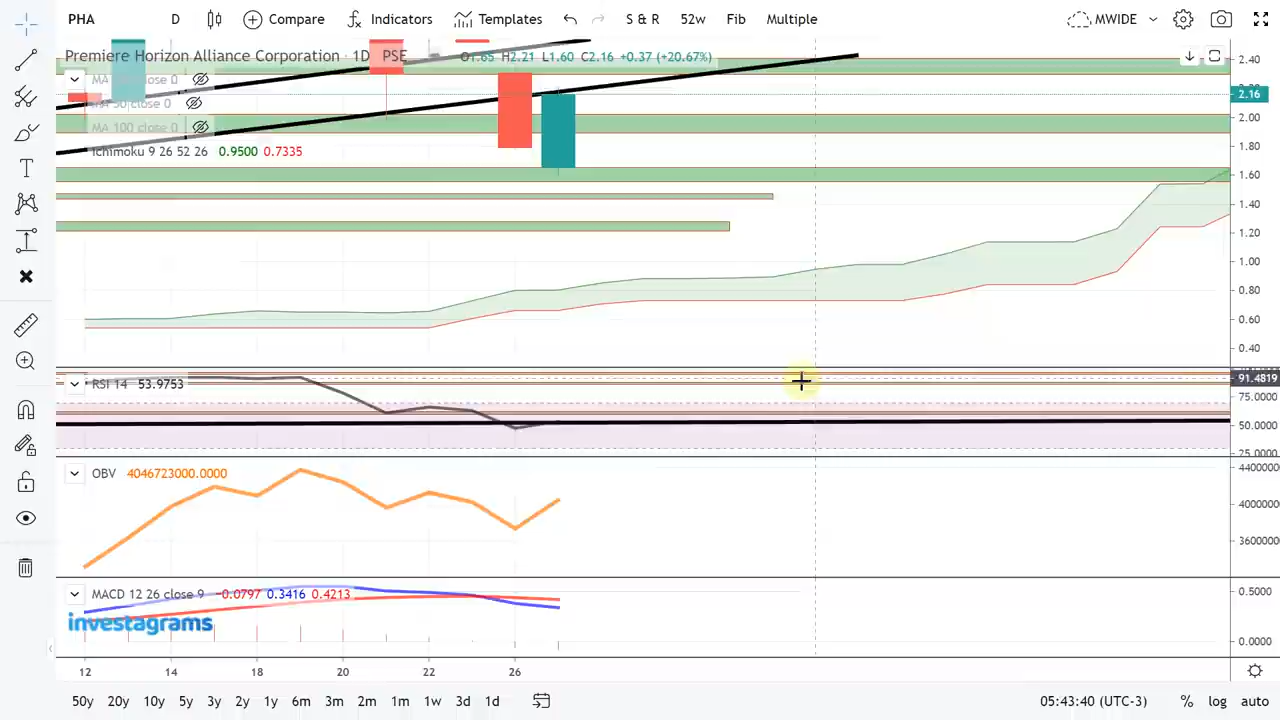 PHA D Compare Indicators Templates S & R 52w Fib Multiple MWIDE
Premiere Horizon Alliance Corporation · 1D PSE O1.65 H2.21 L1.60 C2.16 +0.37 (+20.67%)
MA close 0
MA 50 close 0
MA 100 close 0
Ichimoku 9 26 52 26 0.9500 0.7335
2.40
2.16
2.00
1.80
1.60
1.40
1.20
1.00
0.80
0.60
0.40
RSI 14 53.9753
91.4819
75.0000
50.0000
25.0000
OBV 4046723000.0000
4400000
4000000
3600000
MACD 12 26 close 9 −0.0797 0.3416 0.4213
0.5000
0.0000
investagrams
12 14 16 18 20 22 26
50y 20y 10y 5y 3y 2y 1y 6m 3m 2m 1m 1w 3d 1d 05:43:40 (UTC-3) % log auto